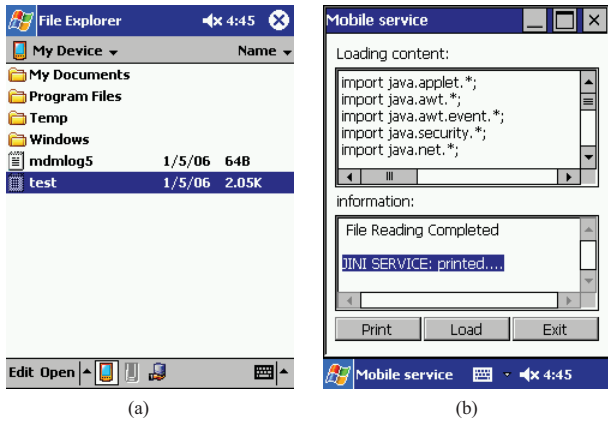 File Explorer 4:45
My Device Name
My Documents
Program Files
Temp
Windows
mdmlog5 1/5/06 64B
test 1/5/06 2.05K
Edit Open
(a)
Mobile service
Loading content:
import java.applet.*;
import java.awt.*;
import java.awt.event.*;
import java.security.*;
import java.net.*;
information:
File Reading Completed
JINI SERVICE: printed....
Print Load Exit
Mobile service 4:45
(b)